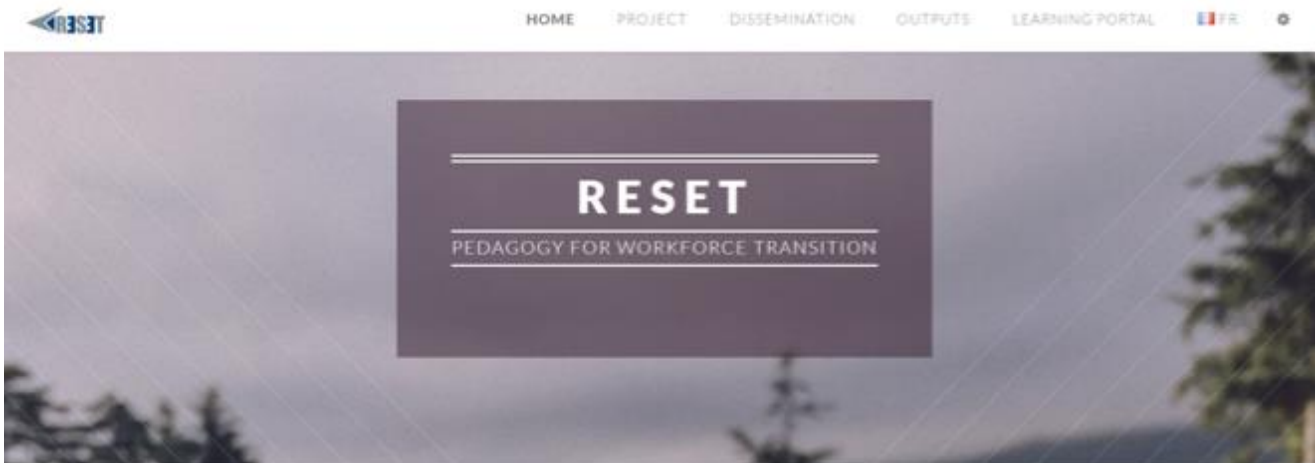 RESET
HOME PROJECT DISSEMINATION OUTPUTS LEARNING PORTAL FR
RESET
PEDAGOGY FOR WORKFORCE TRANSITION